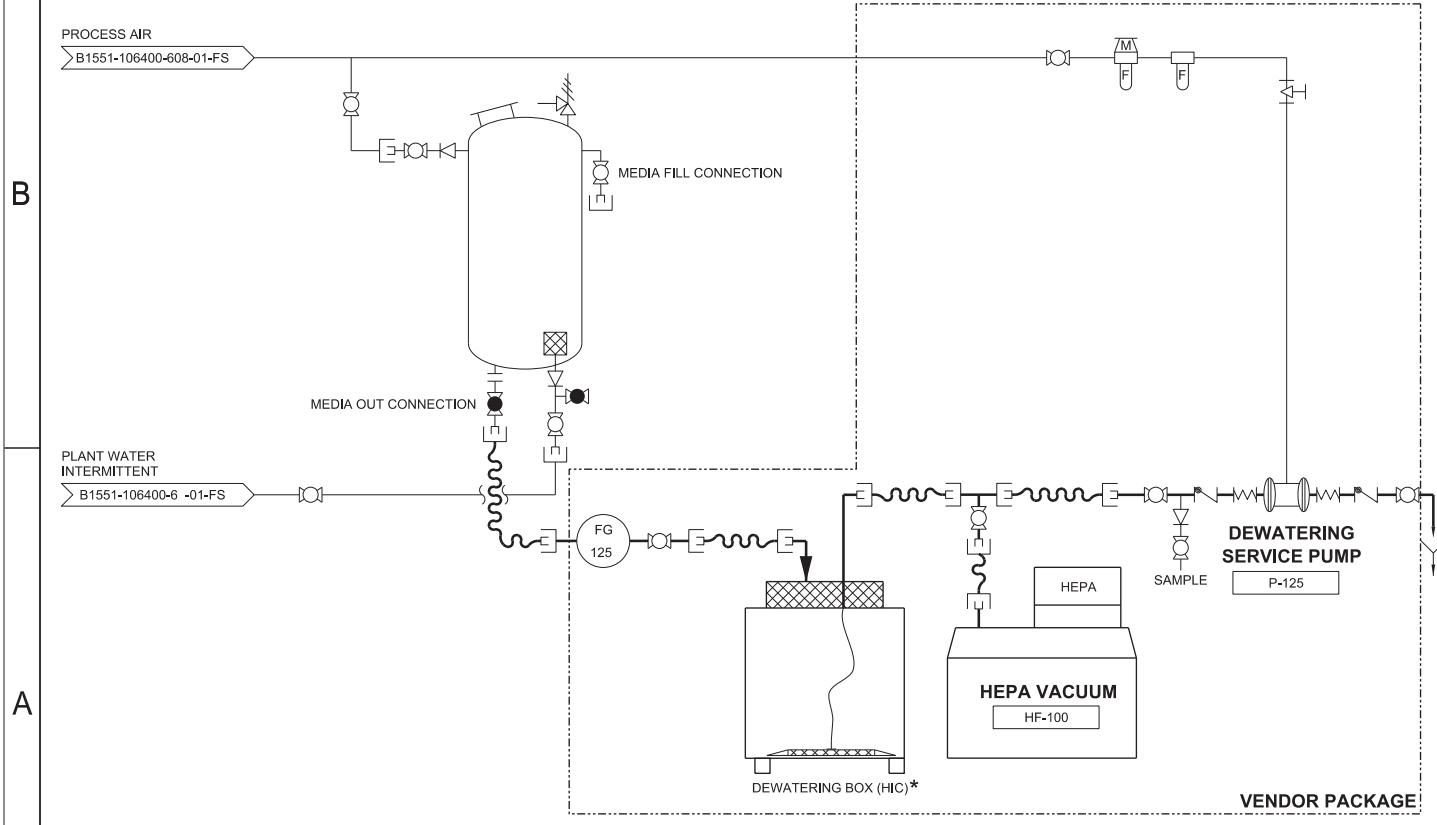 PROCESS AIR
B1551-106400-608-01-FS
M
F
F
B
MEDIA FILL CONNECTION
MEDIA OUT CONNECTION
PLANT WATER
INTERMITTENT
B1551-106400-6 -01-FS
FG
125
DEWATERING
SERVICE PUMP
P-125
SAMPLE
HEPA
HEPA VACUUM
HF-100
A
DEWATERING BOX (HIC)*
VENDOR PACKAGE